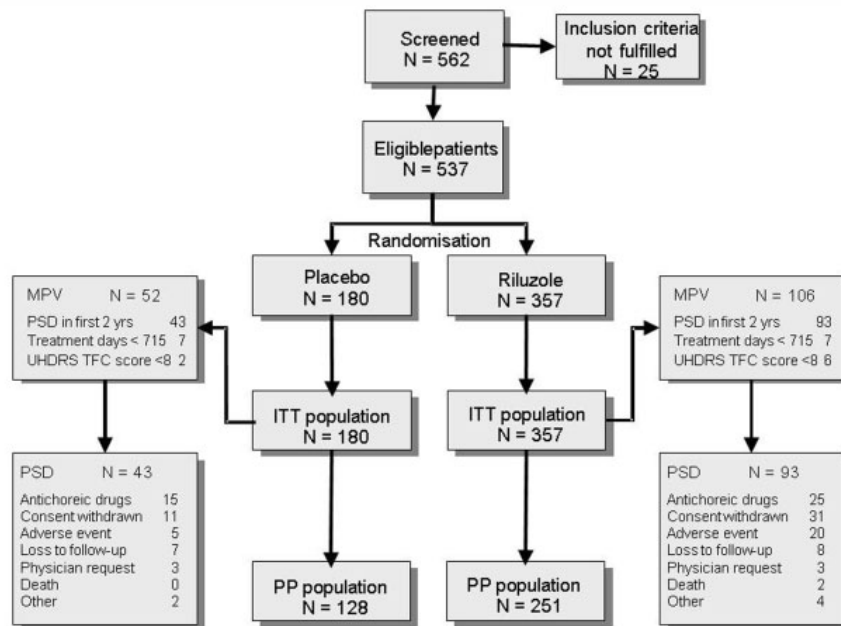 Screened
N = 562
Inclusion criteria
not fulfilled
N = 25
Eligiblepatients
N = 537
Randomisation
Placebo
N = 180
Riluzole
N = 357
MPV N = 52
PSD in first 2 yrs 43
Treatment days < 715 7
UHDRS TFC score <8 2
MPV N = 106
PSD in first 2 yrs 93
Treatment days < 715 7
UHDRS TFC score <8 6
ITT population
N = 180
ITT population
N = 357
PSD N = 43
Antichoreic drugs 15
Consent withdrawn 11
Adverse event 5
Loss to follow-up 7
Physician request 3
Death 0
Other 2
PP population
N = 128
PP population
N = 251
PSD N = 93
Antichoreic drugs 25
Consent withdrawn 31
Adverse event 20
Loss to follow-up 8
Physician request 3
Death 2
Other 4